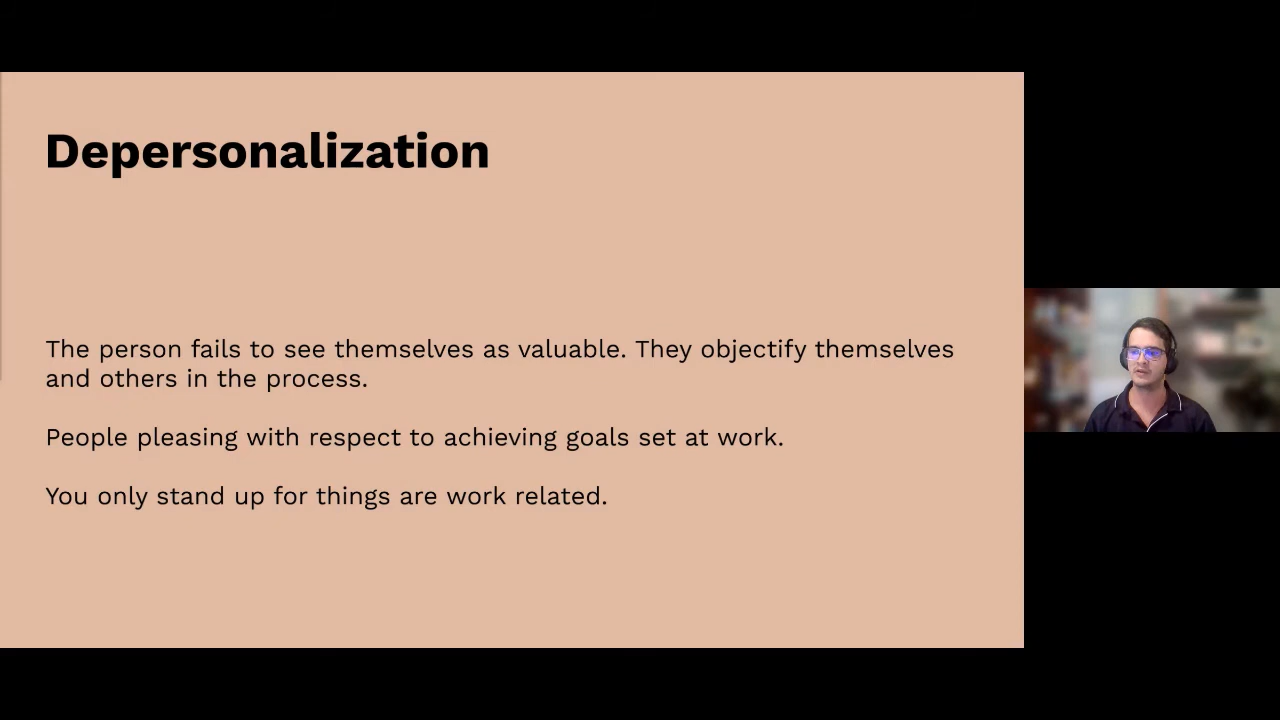 Depersonalization
The person fails to see themselves as valuable. They objectify themselves
and others in the process.
People pleasing with respect to achieving goals set at work.
You only stand up for things are work related.